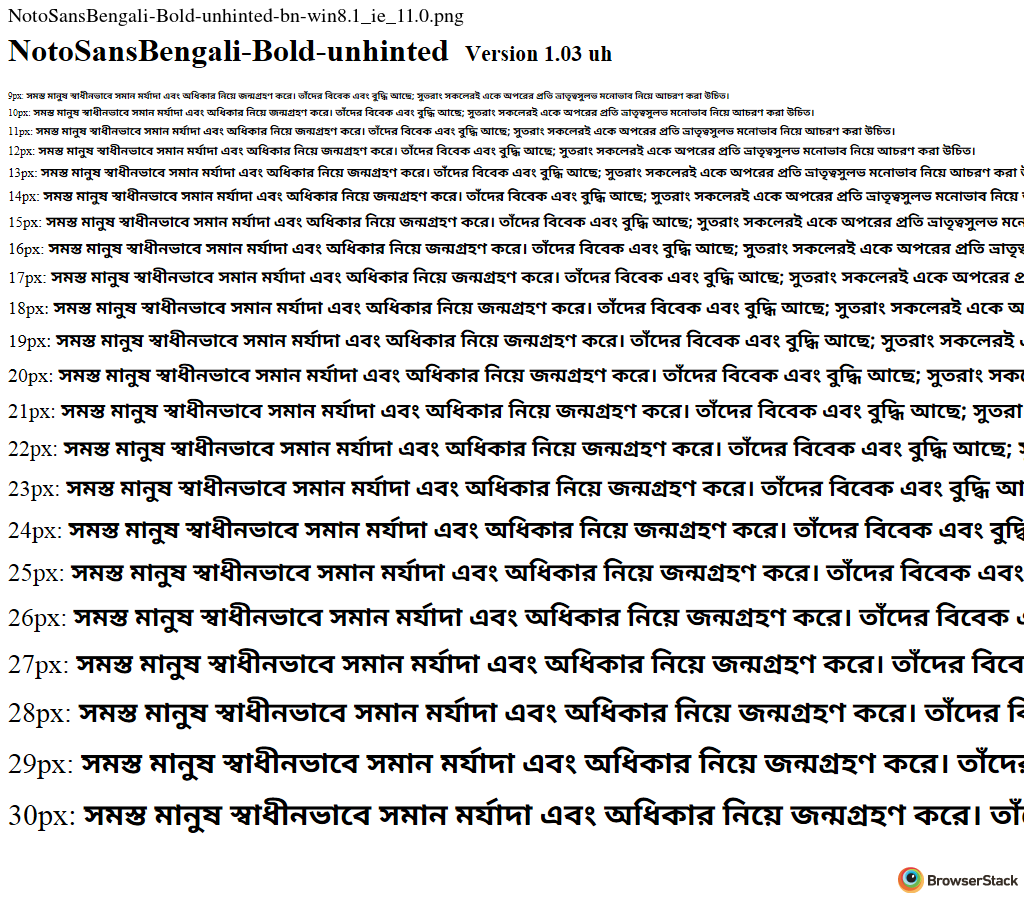 NotoSansBengali-Bold-unhinted-bn-win8.1_ie_11.0.png
NotoSansBengali-Bold-unhinted Version 1.03 uh
9px: সমস্ত মানুষ স্বাধীনভাবে সমান মর্যাদা এবং অধিকার নিয়ে জন্মগ্রহণ করে। তাঁদের বিবেক এবং বুদ্ধি আছে; সুতরাং সকলেরই একে অপরের প্রতি ভ্রাতৃত্বসুলভ মনোভাব নিয়ে আচরণ করা উচিত।
10px: সমস্ত মানুষ স্বাধীনভাবে সমান মর্যাদা এবং অধিকার নিয়ে জন্মগ্রহণ করে। তাঁদের বিবেক এবং বুদ্ধি আছে; সুতরাং সকলেরই একে অপরের প্রতি ভ্রাতৃত্বসুলভ মনোভাব নিয়ে আচরণ করা উচিত।
11px: সমস্ত মানুষ স্বাধীনভাবে সমান মর্যাদা এবং অধিকার নিয়ে জন্মগ্রহণ করে। তাঁদের বিবেক এবং বুদ্ধি আছে; সুতরাং সকলেরই একে অপরের প্রতি ভ্রাতৃত্বসুলভ মনোভাব নিয়ে আচরণ করা উচিত।
12px: সমস্ত মানুষ স্বাধীনভাবে সমান মর্যাদা এবং অধিকার নিয়ে জন্মগ্রহণ করে। তাঁদের বিবেক এবং বুদ্ধি আছে; সুতরাং সকলেরই একে অপরের প্রতি ভ্রাতৃত্বসুলভ মনোভাব নিয়ে আচরণ করা উচিত।
13px: সমস্ত মানুষ স্বাধীনভাবে সমান মর্যাদা এবং অধিকার নিয়ে জন্মগ্রহণ করে। তাঁদের বিবেক এবং বুদ্ধি আছে; সুতরাং সকলেরই একে অপরের প্রতি ভ্রাতৃত্বসুলভ মনোভাব নিয়ে আচরণ করা
14px: সমস্ত মানুষ স্বাধীনভাবে সমান মর্যাদা এবং অধিকার নিয়ে জন্মগ্রহণ করে। তাঁদের বিবেক এবং বুদ্ধি আছে; সুতরাং সকলেরই একে অপরের প্রতি ভ্রাতৃত্বসুলভ মনোভাব নিয়ে
15px: সমস্ত মানুষ স্বাধীনভাবে সমান মর্যাদা এবং অধিকার নিয়ে জন্মগ্রহণ করে। তাঁদের বিবেক এবং বুদ্ধি আছে; সুতরাং সকলেরই একে অপরের প্রতি ভ্রাতৃত্বসুলভ
16px: সমস্ত মানুষ স্বাধীনভাবে সমান মর্যাদা এবং অধিকার নিয়ে জন্মগ্রহণ করে। তাঁদের বিবেক এবং বুদ্ধি আছে; সুতরাং সকলেরই একে অপরের প্রতি
17px: সমস্ত মানুষ স্বাধীনভাবে সমান মর্যাদা এবং অধিকার নিয়ে জন্মগ্রহণ করে। তাঁদের বিবেক এবং বুদ্ধি আছে; সুতরাং সকলেরই একে অপরের
18px: সমস্ত মানুষ স্বাধীনভাবে সমান মর্যাদা এবং অধিকার নিয়ে জন্মগ্রহণ করে। তাঁদের বিবেক এবং বুদ্ধি আছে; সুতরাং সকলেরই একে
19px: সমস্ত মানুষ স্বাধীনভাবে সমান মর্যাদা এবং অধিকার নিয়ে জন্মগ্রহণ করে। তাঁদের বিবেক এবং বুদ্ধি আছে; সুতরাং সকলেরই
20px: সমস্ত মানুষ স্বাধীনভাবে সমান মর্যাদা এবং অধিকার নিয়ে জন্মগ্রহণ করে। তাঁদের বিবেক এবং বুদ্ধি আছে; সুতরাং
21px: সমস্ত মানুষ স্বাধীনভাবে সমান মর্যাদা এবং অধিকার নিয়ে জন্মগ্রহণ করে। তাঁদের বিবেক এবং বুদ্ধি আছে; সুতরা
22px: সমস্ত মানুষ স্বাধীনভাবে সমান মর্যাদা এবং অধিকার নিয়ে জন্মগ্রহণ করে। তাঁদের বিবেক এবং বুদ্ধি আছে;
23px: সমস্ত মানুষ স্বাধীনভাবে সমান মর্যাদা এবং অধিকার নিয়ে জন্মগ্রহণ করে। তাঁদের বিবেক এবং বুদ্ধি আ
24px: সমস্ত মানুষ স্বাধীনভাবে সমান মর্যাদা এবং অধিকার নিয়ে জন্মগ্রহণ করে। তাঁদের বিবেক এবং বুদ্ধি
25px: সমস্ত মানুষ স্বাধীনভাবে সমান মর্যাদা এবং অধিকার নিয়ে জন্মগ্রহণ করে। তাঁদের বিবেক এবং
26px: সমস্ত মানুষ স্বাধীনভাবে সমান মর্যাদা এবং অধিকার নিয়ে জন্মগ্রহণ করে। তাঁদের বিবেক
27px: সমস্ত মানুষ স্বাধীনভাবে সমান মর্যাদা এবং অধিকার নিয়ে জন্মগ্রহণ করে। তাঁদের বিবে
28px: সমস্ত মানুষ স্বাধীনভাবে সমান মর্যাদা এবং অধিকার নিয়ে জন্মগ্রহণ করে। তাঁদের
29px: সমস্ত মানুষ স্বাধীনভাবে সমান মর্যাদা এবং অধিকার নিয়ে জন্মগ্রহণ করে। তাঁদের
30px: সমস্ত মানুষ স্বাধীনভাবে সমান মর্যাদা এবং অধিকার নিয়ে জন্মগ্রহণ করে। তাঁ
BrowserStack